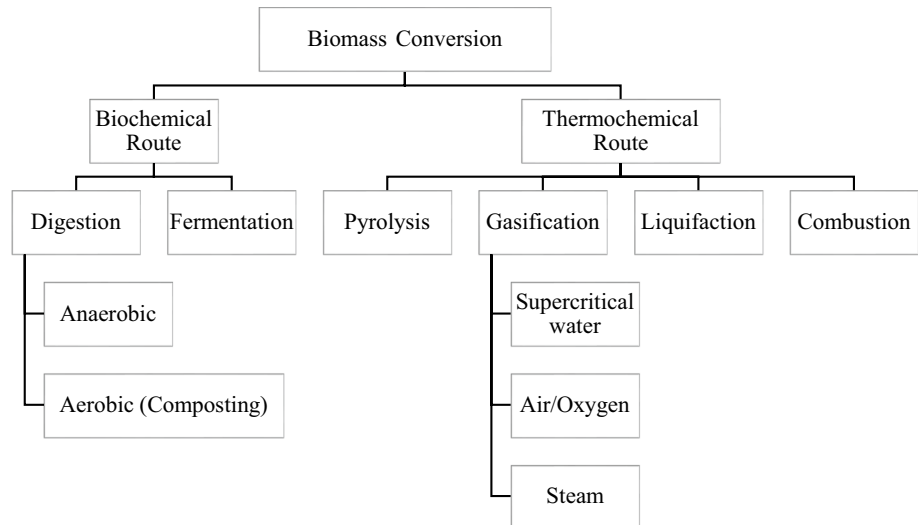 Biomass Conversion
Biochemical
Route
Thermochemical
Route
Digestion
Fermentation
Pyrolysis
Gasification
Liquifaction
Combustion
Anaerobic
Aerobic (Composting)
Supercritical
water
Air/Oxygen
Steam